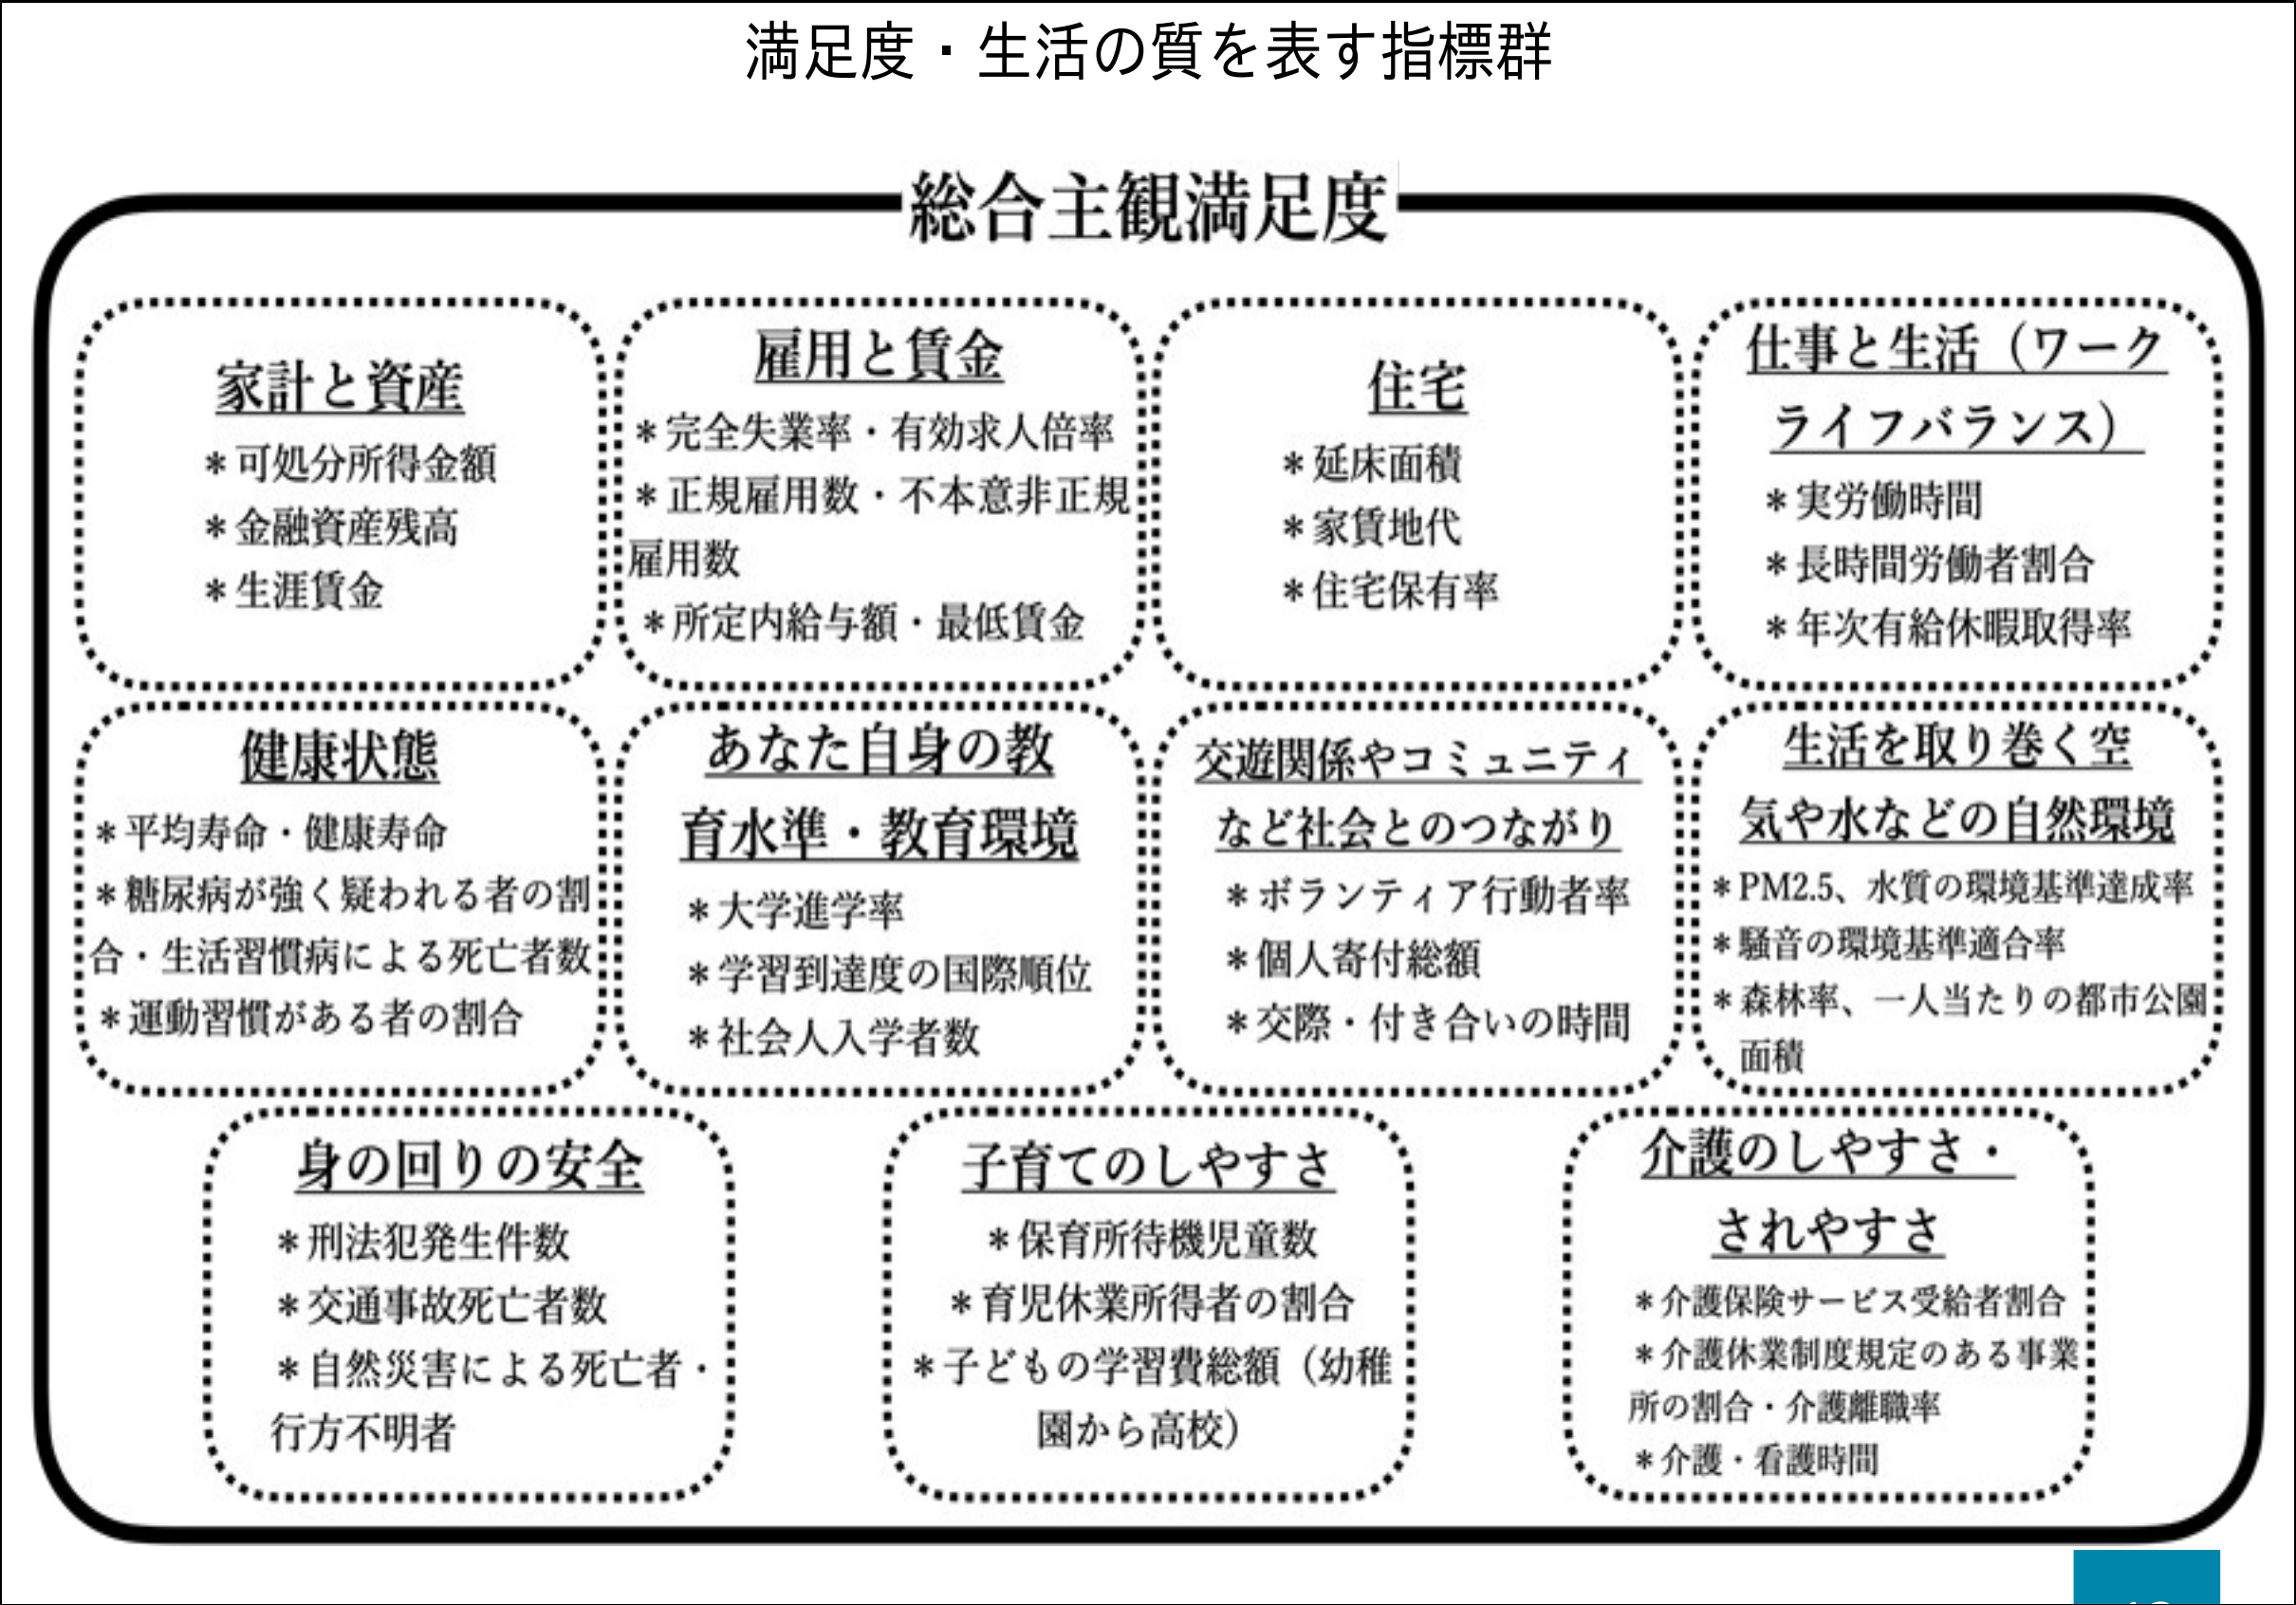 満足度・生活の質を表す指標群
総合主観満足度
家計と資産
＊可処分所得金額
＊金融資産残高
＊生涯賃金
雇用と賃金
＊完全失業率・有効求人倍率
＊正規雇用数・不本意非正規
雇用数
＊所定内給与額・最低賃金
住宅
＊延床面積
＊家賃地代
＊住宅保有率
仕事と生活（ワーク
ライフバランス）
＊実労働時間
＊長時間労働者割合
＊年次有給休暇取得率
健康状態
＊平均寿命・健康寿命
＊糖尿病が強く疑われる者の割
合・生活習慣病による死亡者数
＊運動習慣がある者の割合
あなた自身の教
育水準・教育環境
＊大学進学率
＊学習到達度の国際順位
＊社会人入学者数
交遊関係やコミュニティ
など社会とのつながり
＊ボランティア行動者率
＊個人寄付総額
＊交際・付き合いの時間
生活を取り巻く空
気や水などの自然環境
＊PM2.5、水質の環境基準達成率
＊騒音の環境基準適合率
＊森林率、一人当たりの都市公園
面積
身の回りの安全
＊刑法犯発生件数
＊交通事故死亡者数
＊自然災害による死亡者・
行方不明者
子育てのしやすさ
＊保育所待機児童数
＊育児休業所得者の割合
＊子どもの学習費総額（幼稚
園から高校）
介護のしやすさ・
されやすさ
＊介護保険サービス受給者割合
＊介護休業制度規定のある事業
所の割合・介護離職率
＊介護・看護時間